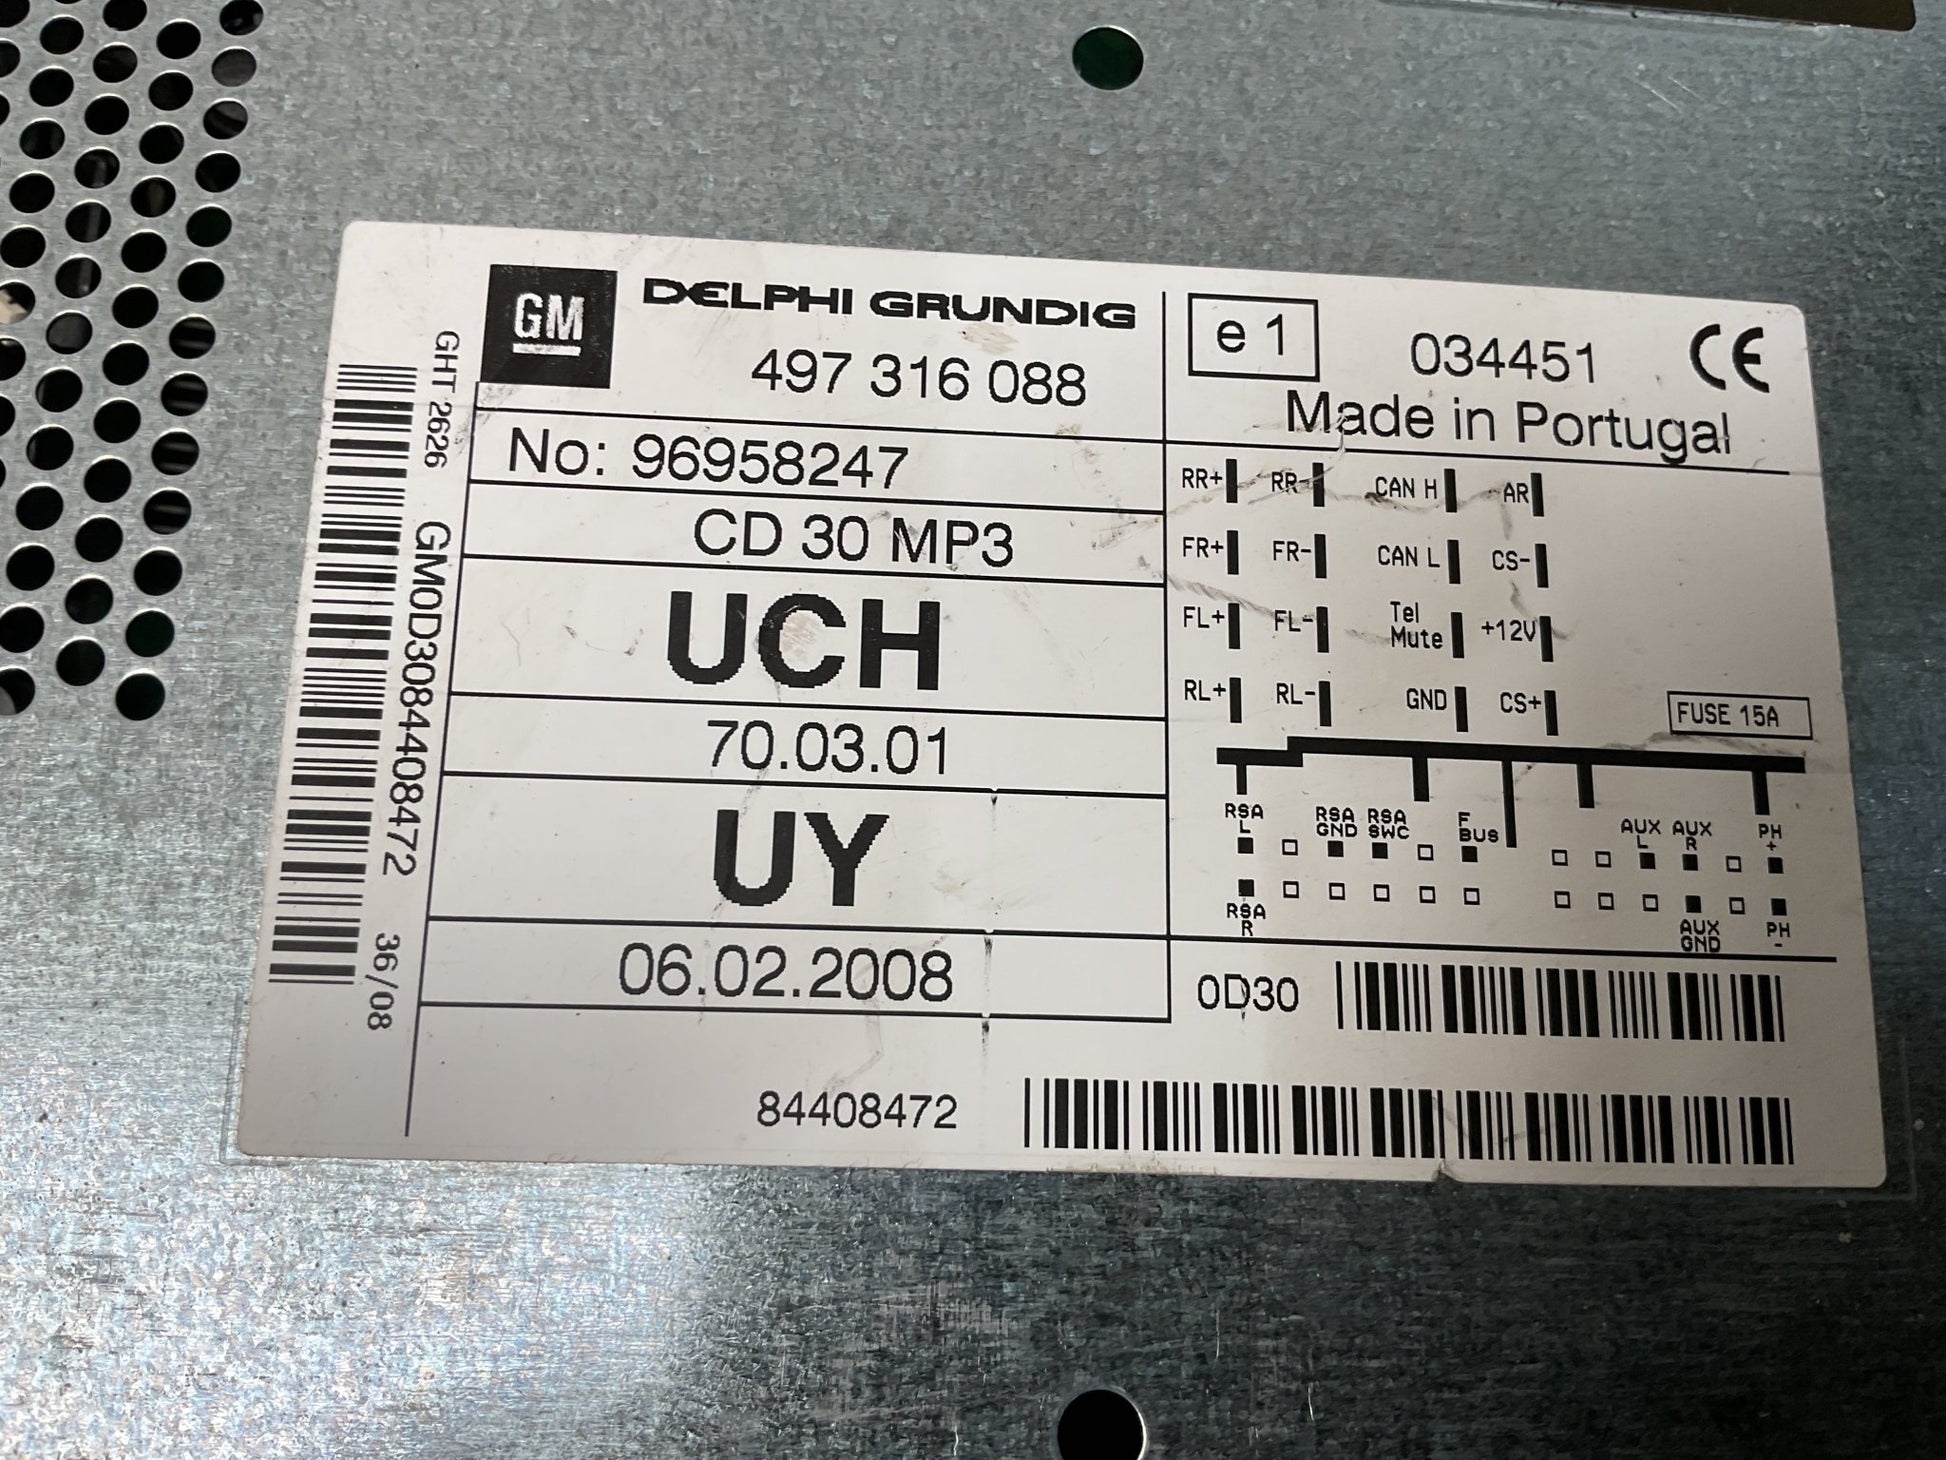 GM
DELPHI GRUNDIG
497 316 088
No: 96958247
CD 30 MP3
UCH
70.03.01
UY
06.02.2008
84408472
GHT 2626
GM0D3084408472 36/08
e 1
034451 CE
Made in Portugal
RR+ RR- CAN H AR
FR+ FR- CAN L CS-
FL+ FL- Tel Mute +12V
RL+ RL- GND CS+
FUSE 15A
RSA L RSA GND RSA SWC F BUS AUX L AUX R PH +
RSA R AUX GND PH -
0D30